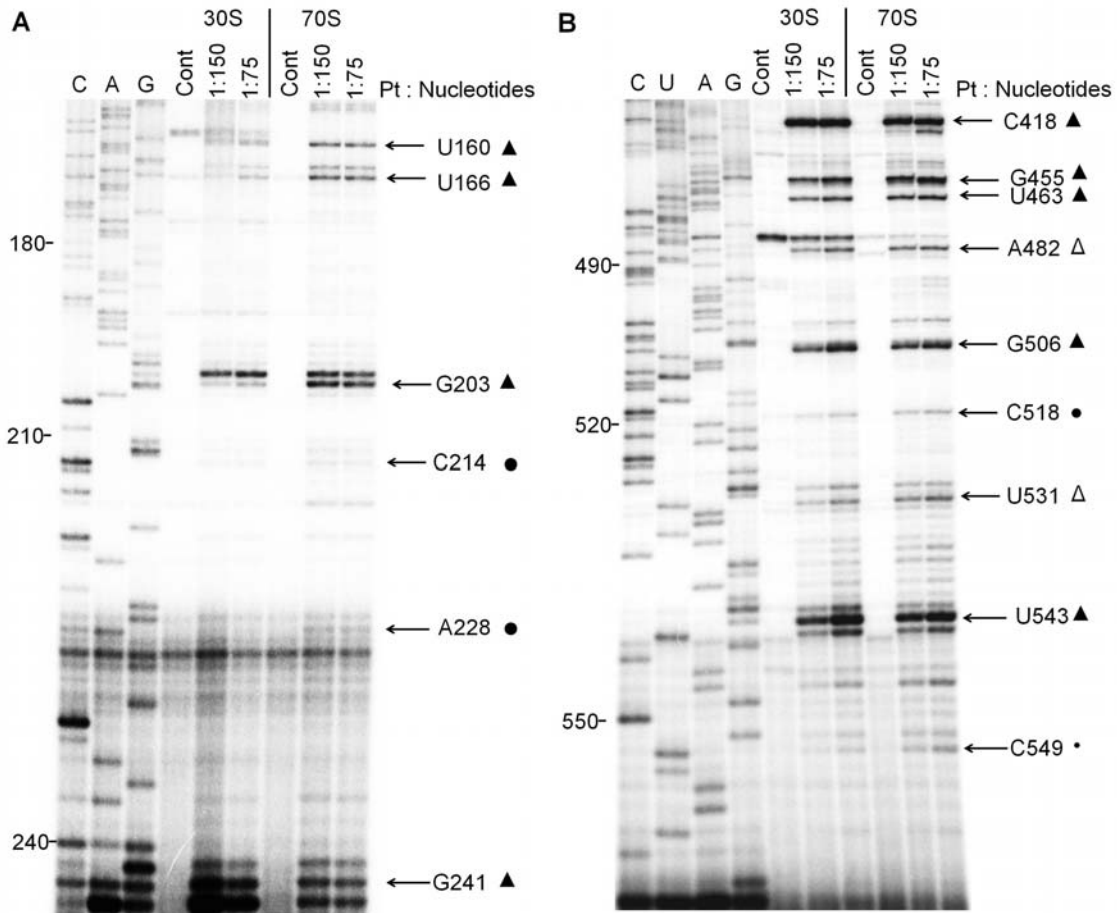 A
30S 70S
C A G Cont 1:150 1:75 Cont 1:150 1:75 Pt : Nucleotides
U160 ▲
U166 ▲
180
G203 ▲
210
C214 ●
A228 ●
240
G241 ▲
B
30S 70S
C U A G Cont 1:150 1:75 Cont 1:150 1:75 Pt : Nucleotides
C418 ▲
G455 ▲
U463 ▲
A482 Δ
490
G506 ▲
C518 ●
520
U531 Δ
U543 ▲
550
C549 •